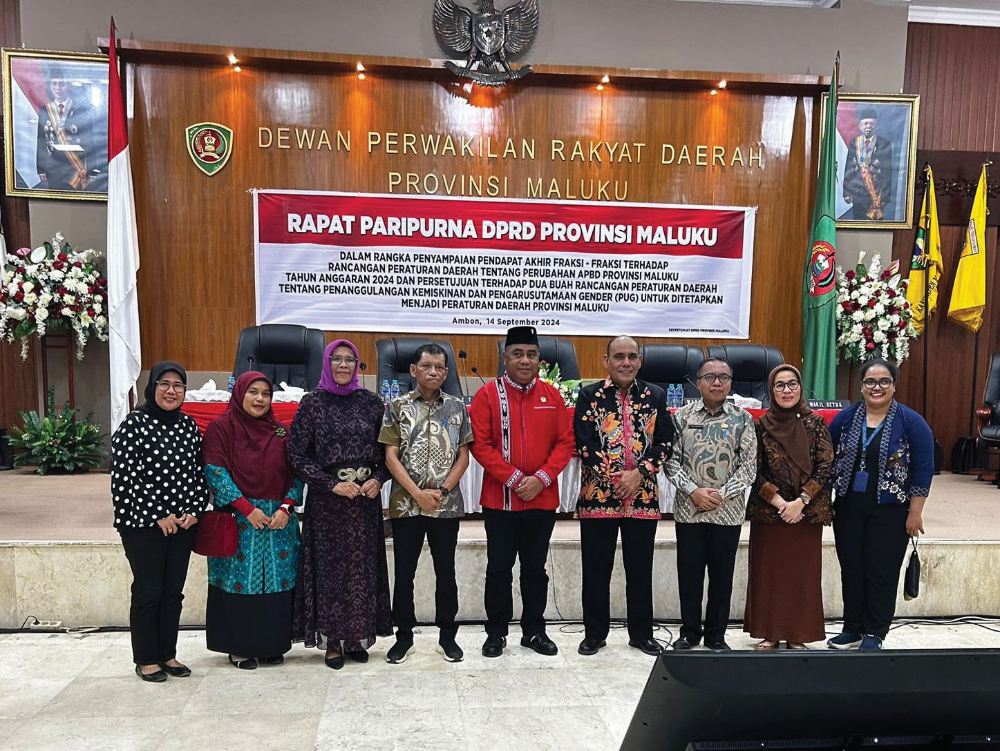 DEWAN PERWAKILAN RAKYAT DAERAH
PROVINSI MALUKU
RAPAT PARIPURNA DPRD PROVINSI MALUKU
DALAM RANGKA PENYAMPAIAN PENDAPAT AKHIR FRAKSI - FRAKSI TERHADAP
RANCANGAN PERATURAN DAERAH TENTANG PERUBAHAN APBD PROVINSI MALUKU
TAHUN ANGGARAN 2024 DAN PERSETUJUAN TERHADAP DUA BUAH RANCANGAN PERATURAN DAERAH
TENTANG PENANGGULANGAN KEMISKINAN DAN PENGARUSUTAMAAN GENDER (PUG) UNTUK DITETAPKAN
MENJADI PERATURAN DAERAH PROVINSI MALUKU
Ambon, 14 September 2024
SEKRETARIAT DPRD PROVINSI MALUKU
WAKIL KETUA